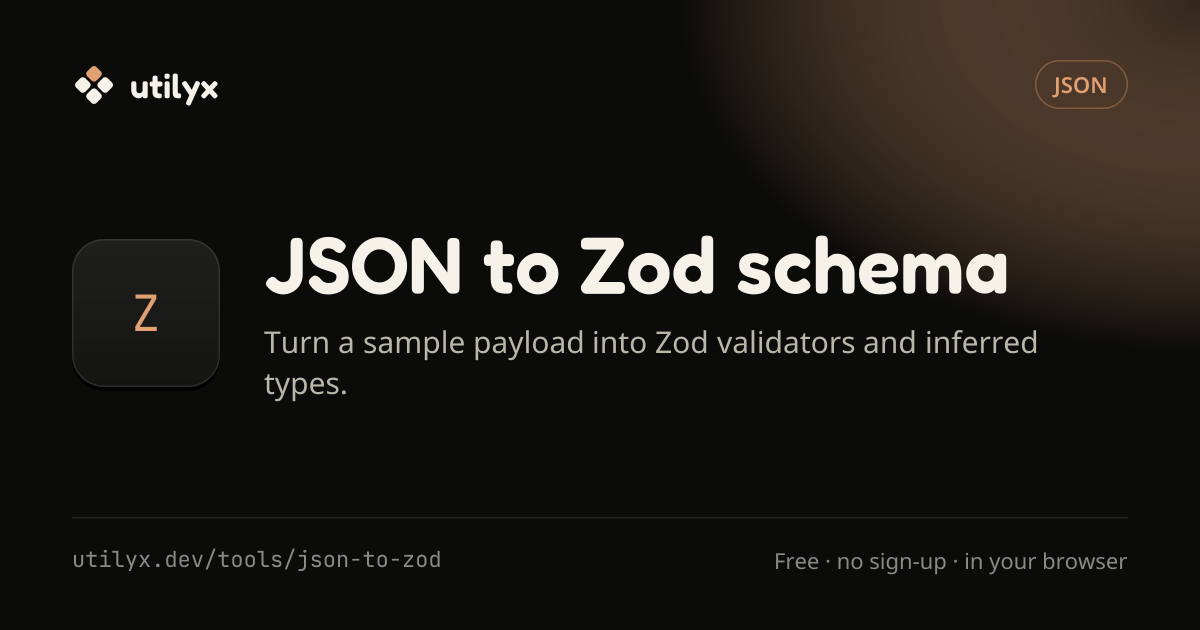 utilyx
JSON
Z
JSON to Zod schema
Turn a sample payload into Zod validators and inferred
types.
utilyx.dev/tools/json-to-zod
Free · no sign-up · in your browser